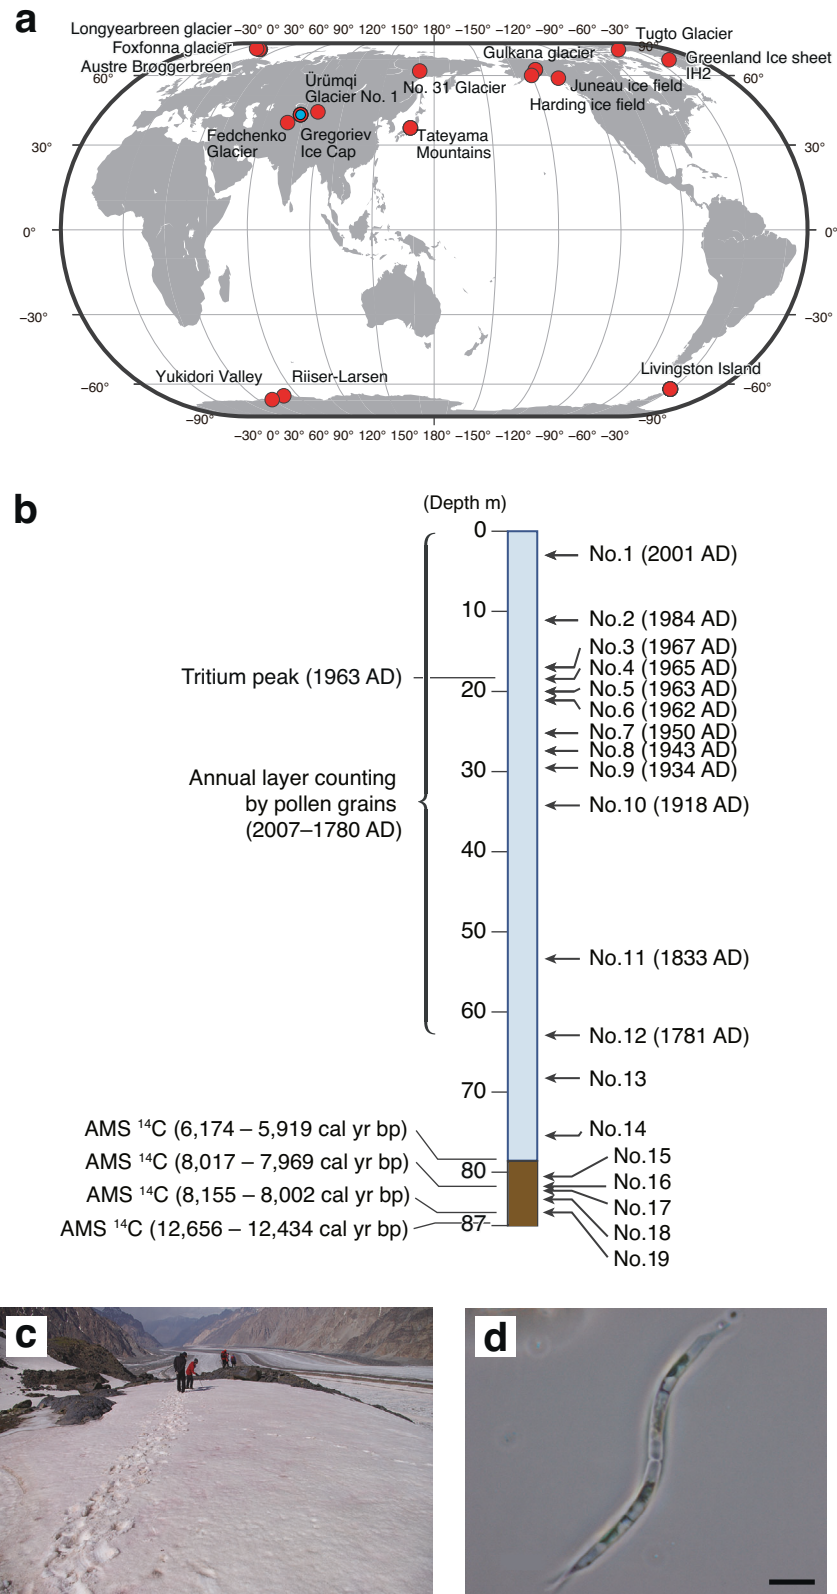 a
Longyearbreen glacier
Foxfonna glacier
Austre Brøggerbreen
−30° 0° 30° 60° 90° 120° 150° 180° −150° −120° −90° −60° −30°
Tugto Glacier
90°
Greenland Ice sheet
IH2
Gulkana glacier
60°
60°
Ürümqi
Glacier No. 1
No. 31 Glacier
Juneau ice field
Harding ice field
Fedchenko
Glacier
Gregoriev
Ice Cap
Tateyama
Mountains
30°
30°
0°
0°
−30°
−30°
Yukidori Valley
Riiser-Larsen
Livingston Island
−60°
−60°
−90°
−90°
−30° 0° 30° 60° 90° 120° 150° 180° −150° −120° −90° −60° −30°
b
(Depth m)
0
No.1 (2001 AD)
10
No.2 (1984 AD)
No.3 (1967 AD)
No.4 (1965 AD)
Tritium peak (1963 AD)
20
No.5 (1963 AD)
No.6 (1962 AD)
No.7 (1950 AD)
No.8 (1943 AD)
30
No.9 (1934 AD)
Annual layer counting
by pollen grains
(2007–1780 AD)
No.10 (1918 AD)
40
50
No.11 (1833 AD)
60
No.12 (1781 AD)
No.13
70
AMS ¹⁴C (6,174 – 5,919 cal yr bp)
No.14
No.15
AMS ¹⁴C (8,017 – 7,969 cal yr bp)
80
No.16
AMS ¹⁴C (8,155 – 8,002 cal yr bp)
No.17
AMS ¹⁴C (12,656 – 12,434 cal yr bp)
87
No.18
No.19
c
d